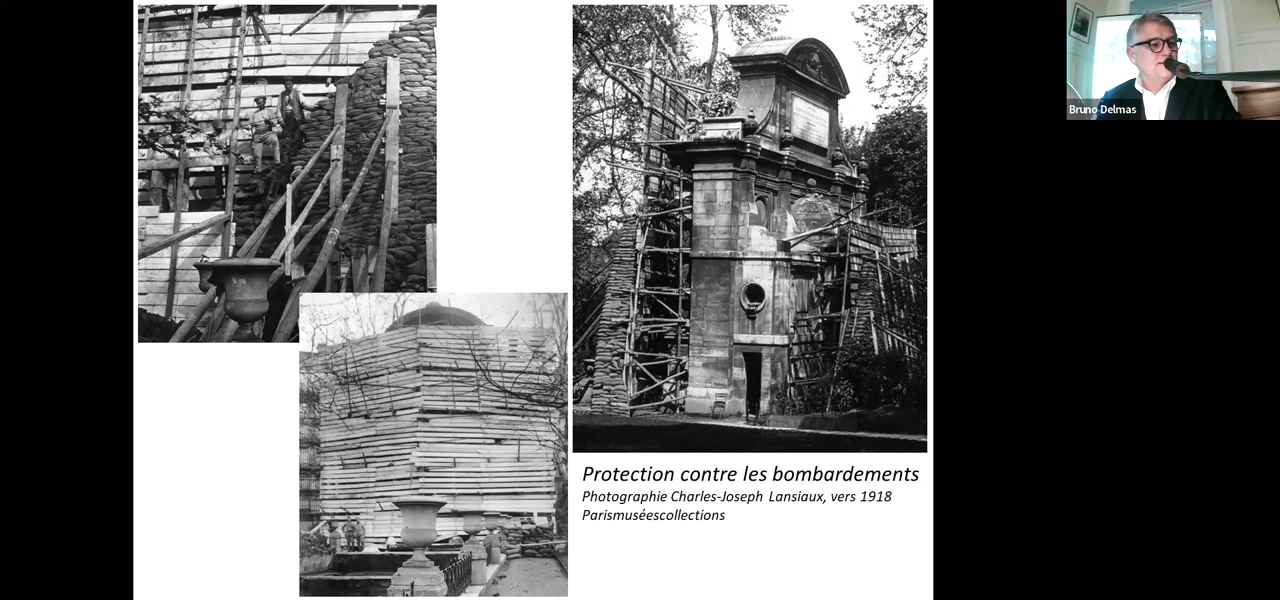 Bruno Delmas
Protection contre les bombardements
Photographie Charles-Joseph Lansiaux, vers 1918
Parismuséescollections